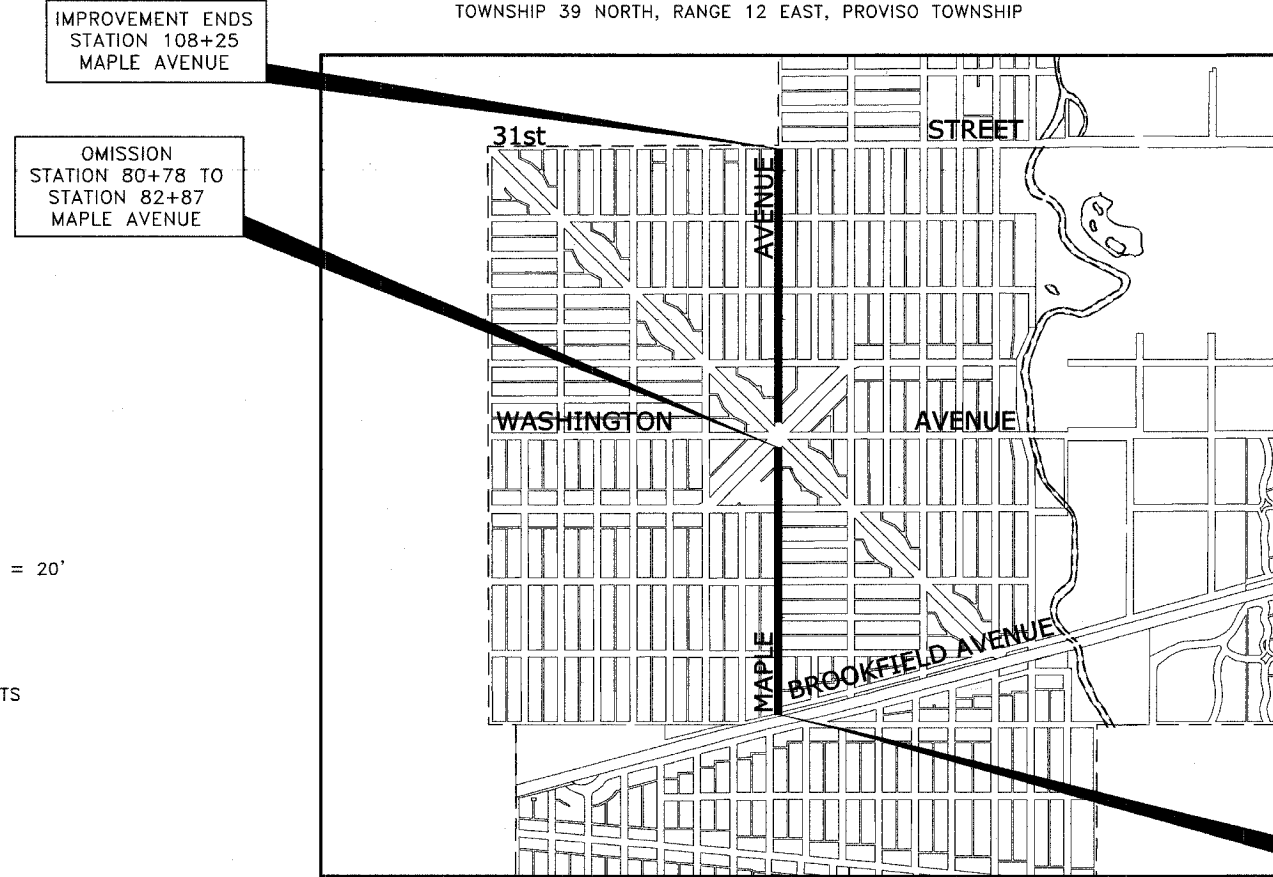 TOWNSHIP 39 NORTH, RANGE 12 EAST, PROVISO TOWNSHIP
IMPROVEMENT ENDS
STATION 108+25
MAPLE AVENUE
OMISSION
STATION 80+78 TO
STATION 82+87
MAPLE AVENUE
31st
STREET
AVENUE
WASHINGTON
AVENUE
= 20'
MAPLE
BROOKFIELD AVENUE
TS